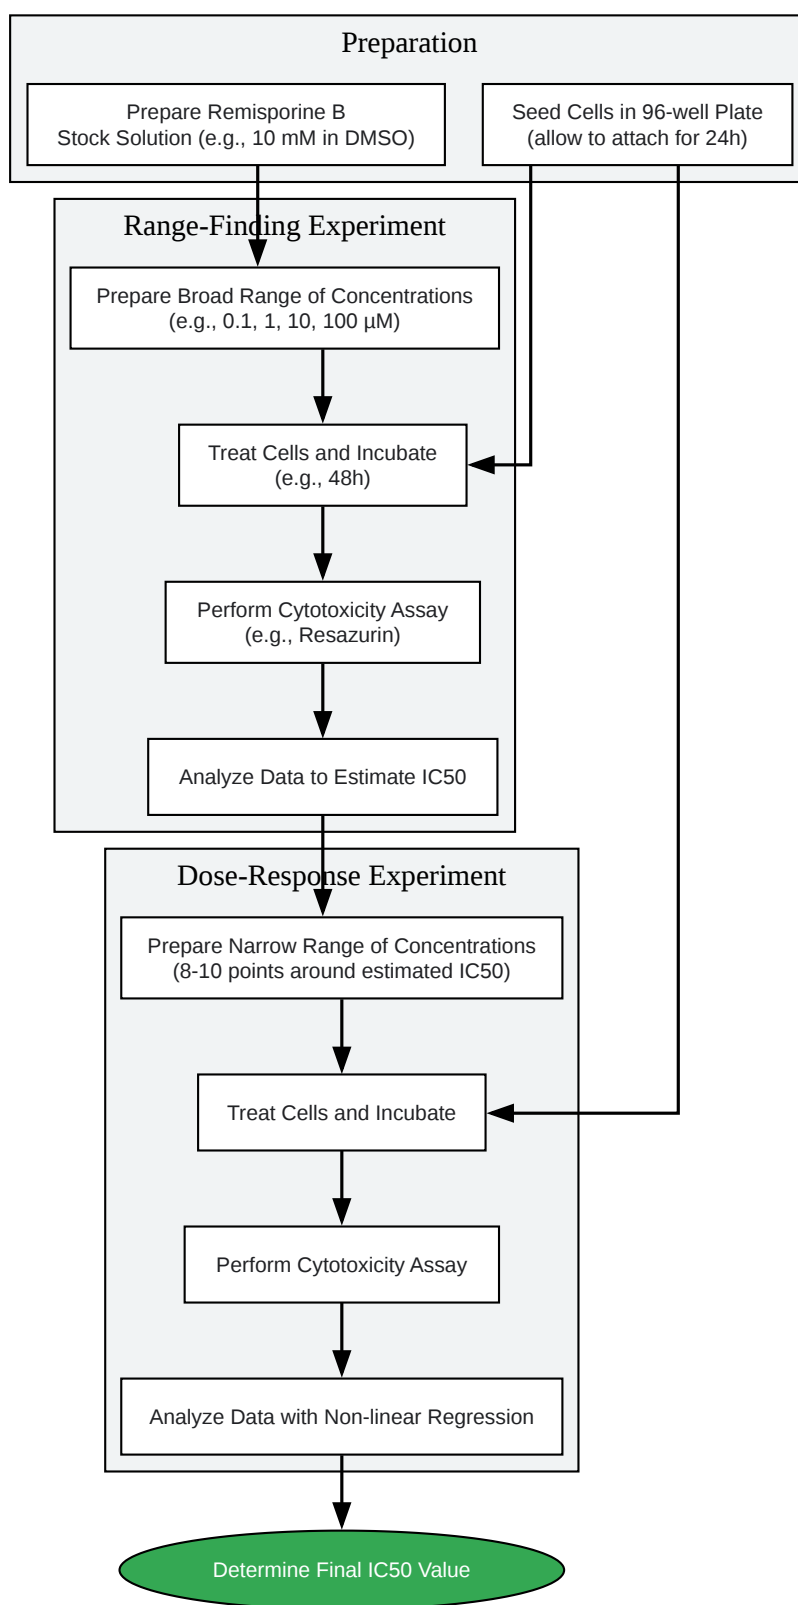 Preparation
Prepare Remisporine B
Stock Solution (e.g., 10 mM in DMSO)
Seed Cells in 96-well Plate
(allow to attach for 24h)
Range-Finding Experiment
Prepare Broad Range of Concentrations
(e.g., 0.1, 1, 10, 100 µM)
Treat Cells and Incubate
(e.g., 48h)
Perform Cytotoxicity Assay
(e.g., Resazurin)
Analyze Data to Estimate IC50
Dose-Response Experiment
Prepare Narrow Range of Concentrations
(8-10 points around estimated IC50)
Treat Cells and Incubate
Perform Cytotoxicity Assay
Analyze Data with Non-linear Regression
Determine Final IC50 Value